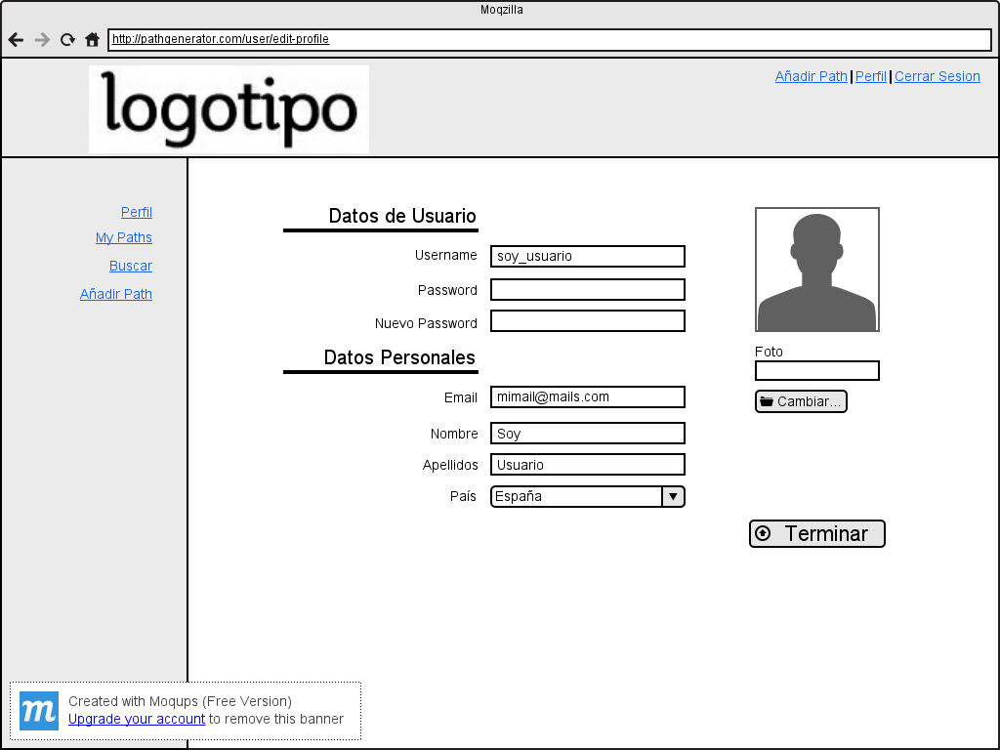 Moqzilla
http://pathgenerator.com/user/edit-profile
logotipo
Añadir Path | Perfil | Cerrar Sesion
Perfil
My Paths
Buscar
Añadir Path
Datos de Usuario
Username soy_usuario
Password
Nuevo Password
Datos Personales
Email mimail@mails.com
Nombre Soy
Apellidos Usuario
País España
Foto
Cambiar...
Terminar
m
Created with Moqups (Free Version)
Upgrade your account to remove this banner